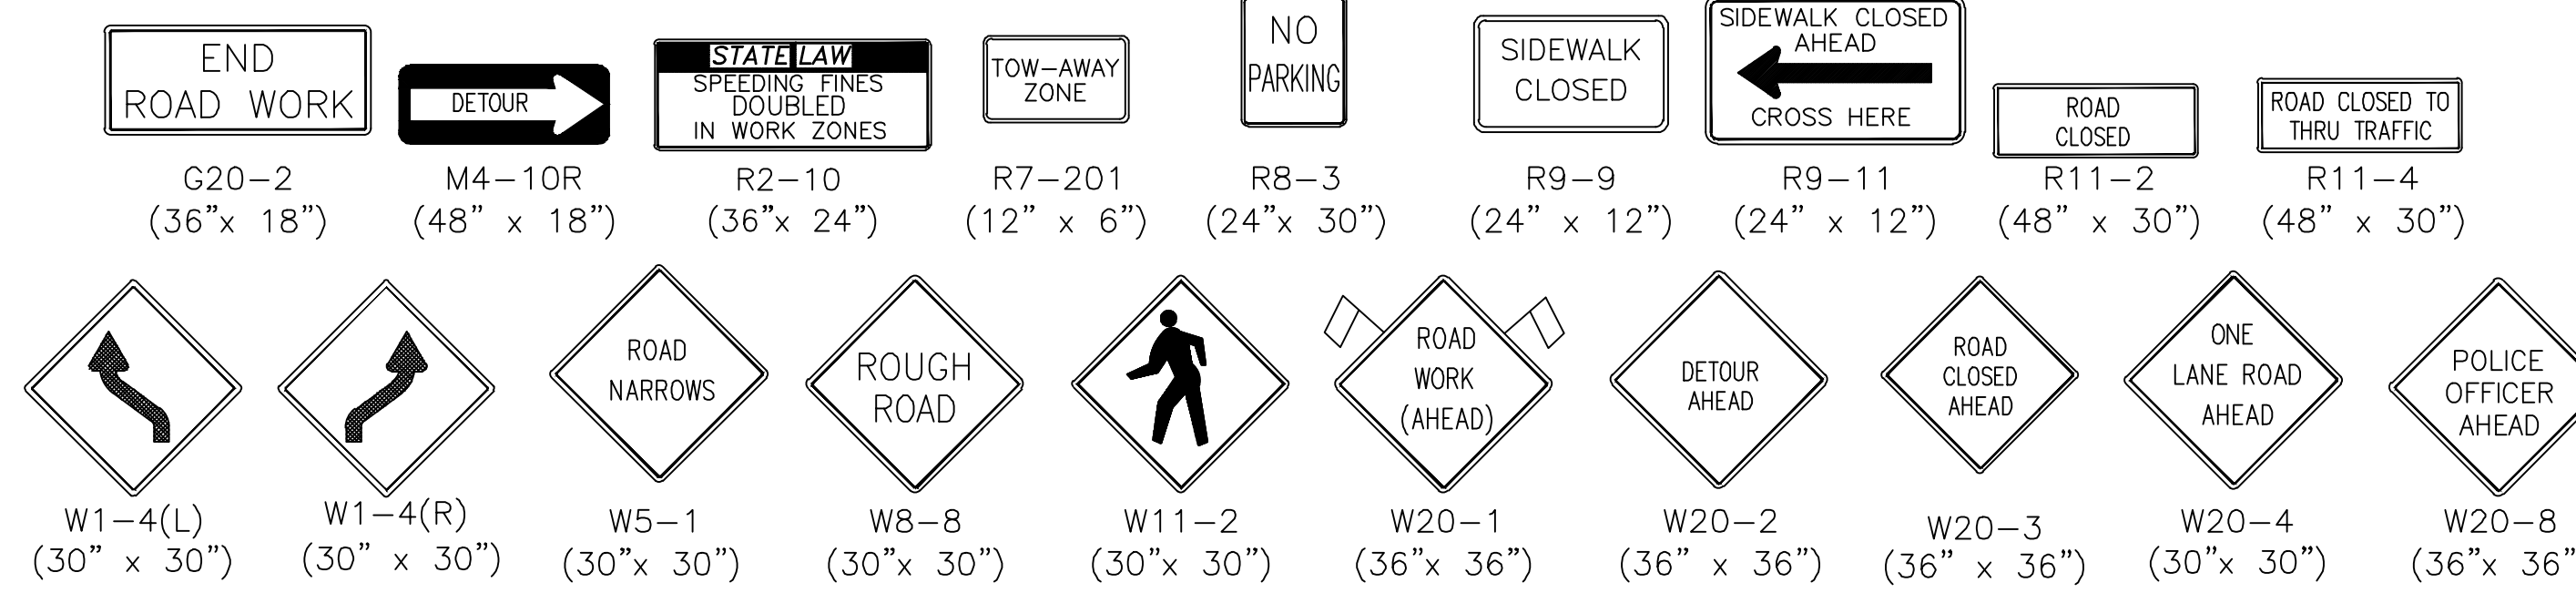 END
ROAD WORK
G20-2
(36”x 18”)
DETOUR
M4-10R
(48” x 18”)
STATE LAW
SPEEDING FINES
DOUBLED
IN WORK ZONES
R2-10
(36”x 24”)
TOW-AWAY
ZONE
R7-201
(12” x 6”)
NO
PARKING
R8-3
(24”x 30”)
SIDEWALK
CLOSED
R9-9
(24” x 12”)
SIDEWALK CLOSED
AHEAD
CROSS HERE
R9-11
(24” x 12”)
ROAD
CLOSED
R11-2
(48” x 30”)
ROAD CLOSED TO
THRU TRAFFIC
R11-4
(48” x 30”)
W1-4(L)
(30” x 30”)
W1-4(R)
(30” x 30”)
ROAD
NARROWS
W5-1
(30”x 30”)
ROUGH
ROAD
W8-8
(30”x 30”)
W11-2
(30”x 30”)
ROAD
WORK
(AHEAD)
W20-1
(36”x 36”)
DETOUR
AHEAD
W20-2
(36” x 36”)
ROAD
CLOSED
AHEAD
W20-3
(36” x 36”)
ONE
LANE ROAD
AHEAD
W20-4
(30”x 30”)
POLICE
OFFICER
AHEAD
W20-8
(36”x 36”